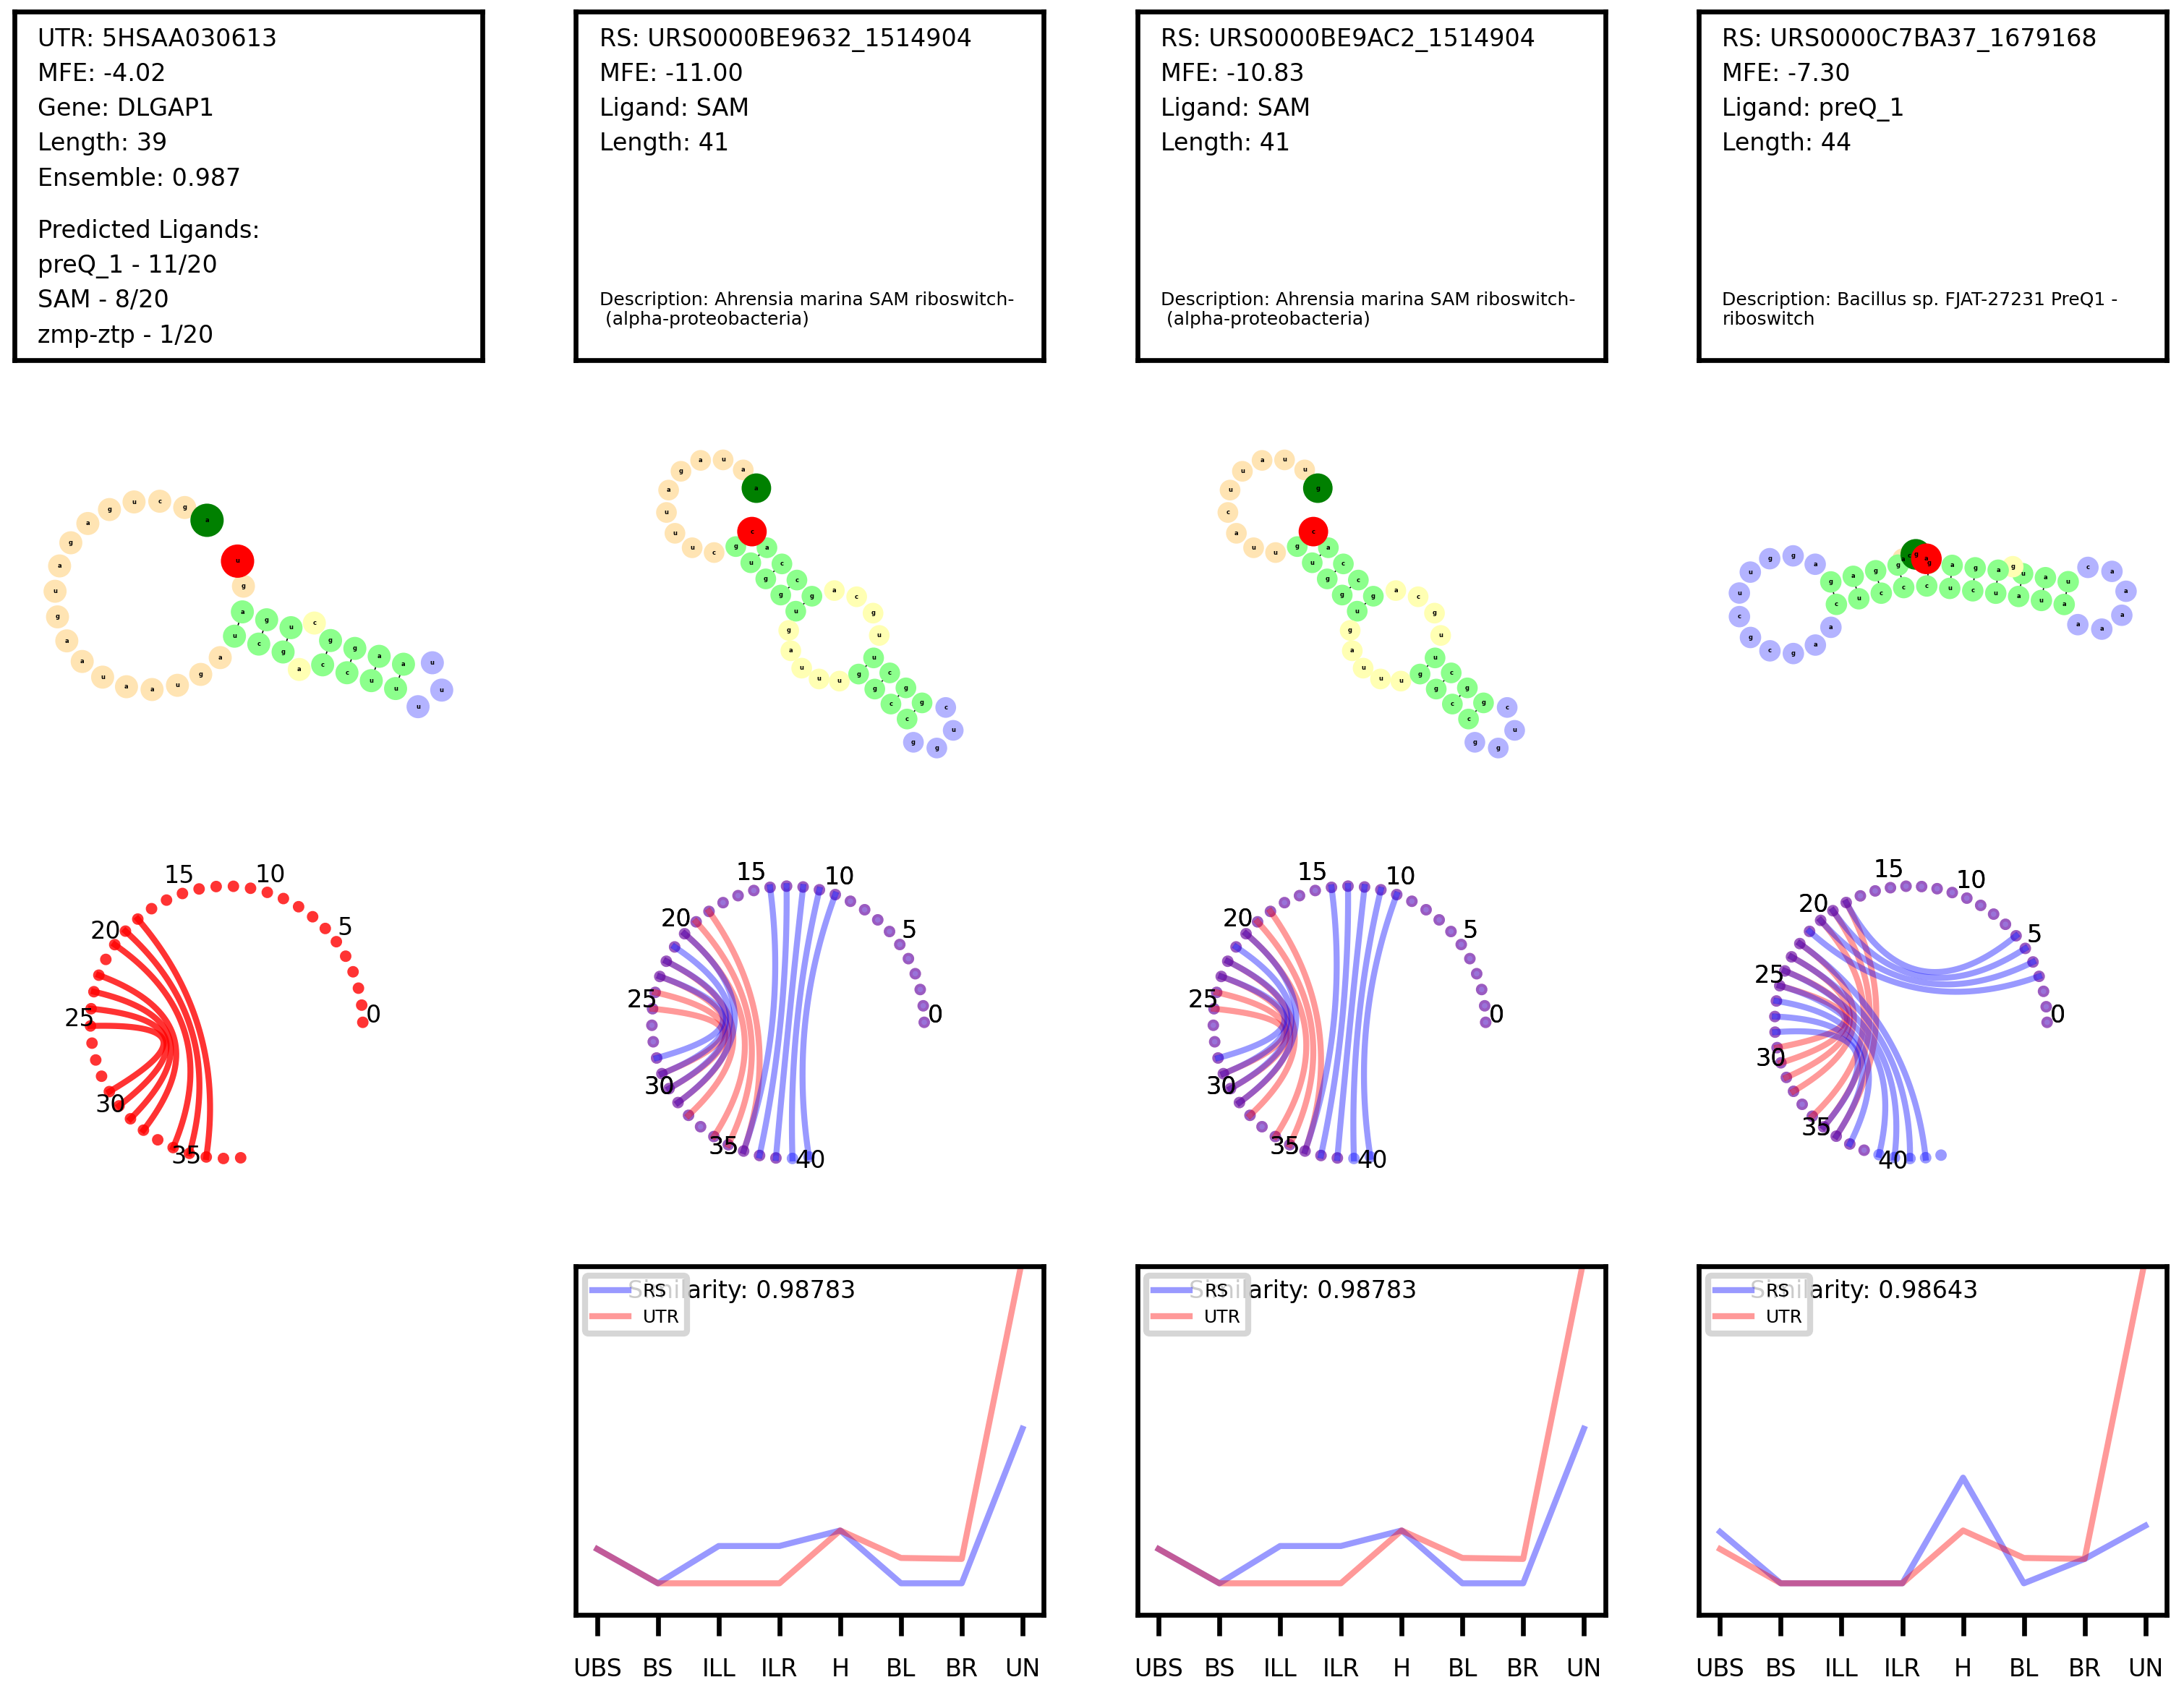 UTR: 5HSAA030613
MFE: -4.02
Gene: DLGAP1
Length: 39
Ensemble: 0.987
Predicted Ligands:
preQ_1 - 11/20
SAM - 8/20
zmp-ztp - 1/20
RS: URS0000BE9632_1514904
MFE: -11.00
Ligand: SAM
Length: 41
Description: Ahrensia marina SAM riboswitch-
(alpha-proteobacteria)
RS: URS0000BE9AC2_1514904
MFE: -10.83
Ligand: SAM
Length: 41
Description: Ahrensia marina SAM riboswitch-
(alpha-proteobacteria)
RS: URS0000C7BA37_1679168
MFE: -7.30
Ligand: preQ_1
Length: 44
Description: Bacillus sp. FJAT-27231 PreQ1 -
riboswitch
0
5
10
15
20
25
30
35
0
5
10
15
20
25
30
35
40
0
5
10
15
20
25
30
35
40
0
5
10
15
20
25
30
35
40
Similarity: 0.98783
RS
UTR
UBS BS ILL ILR H BL BR UN
Similarity: 0.98783
RS
UTR
UBS BS ILL ILR H BL BR UN
Similarity: 0.98643
RS
UTR
UBS BS ILL ILR H BL BR UN